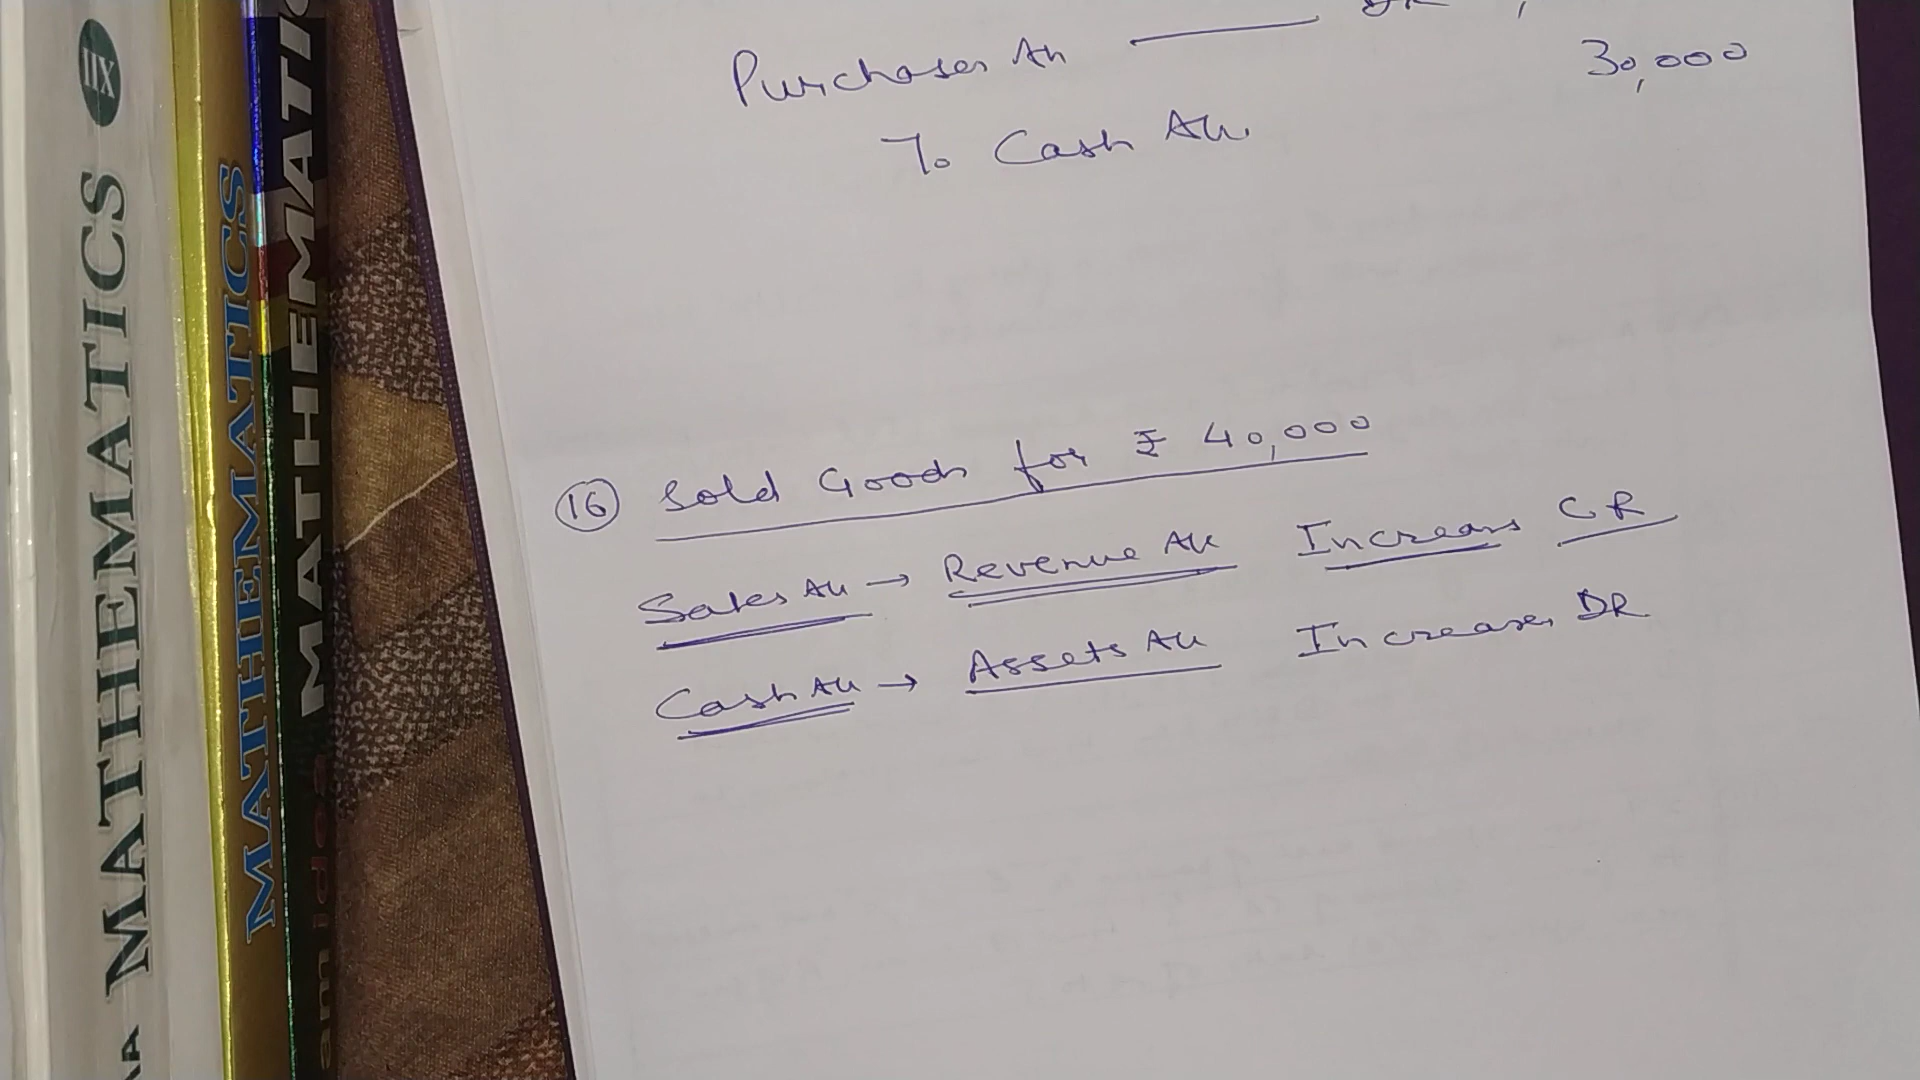 XII
MATHEMATICS
MATHEMATICS
MATHEMATI
Purchases A/c ——— DR
30,000
To Cash A/c
16 Sold Goods for ₹ 40,000
Sales A/c → Revenue A/c Increases CR
Cash A/c → Assets A/c Increases DR